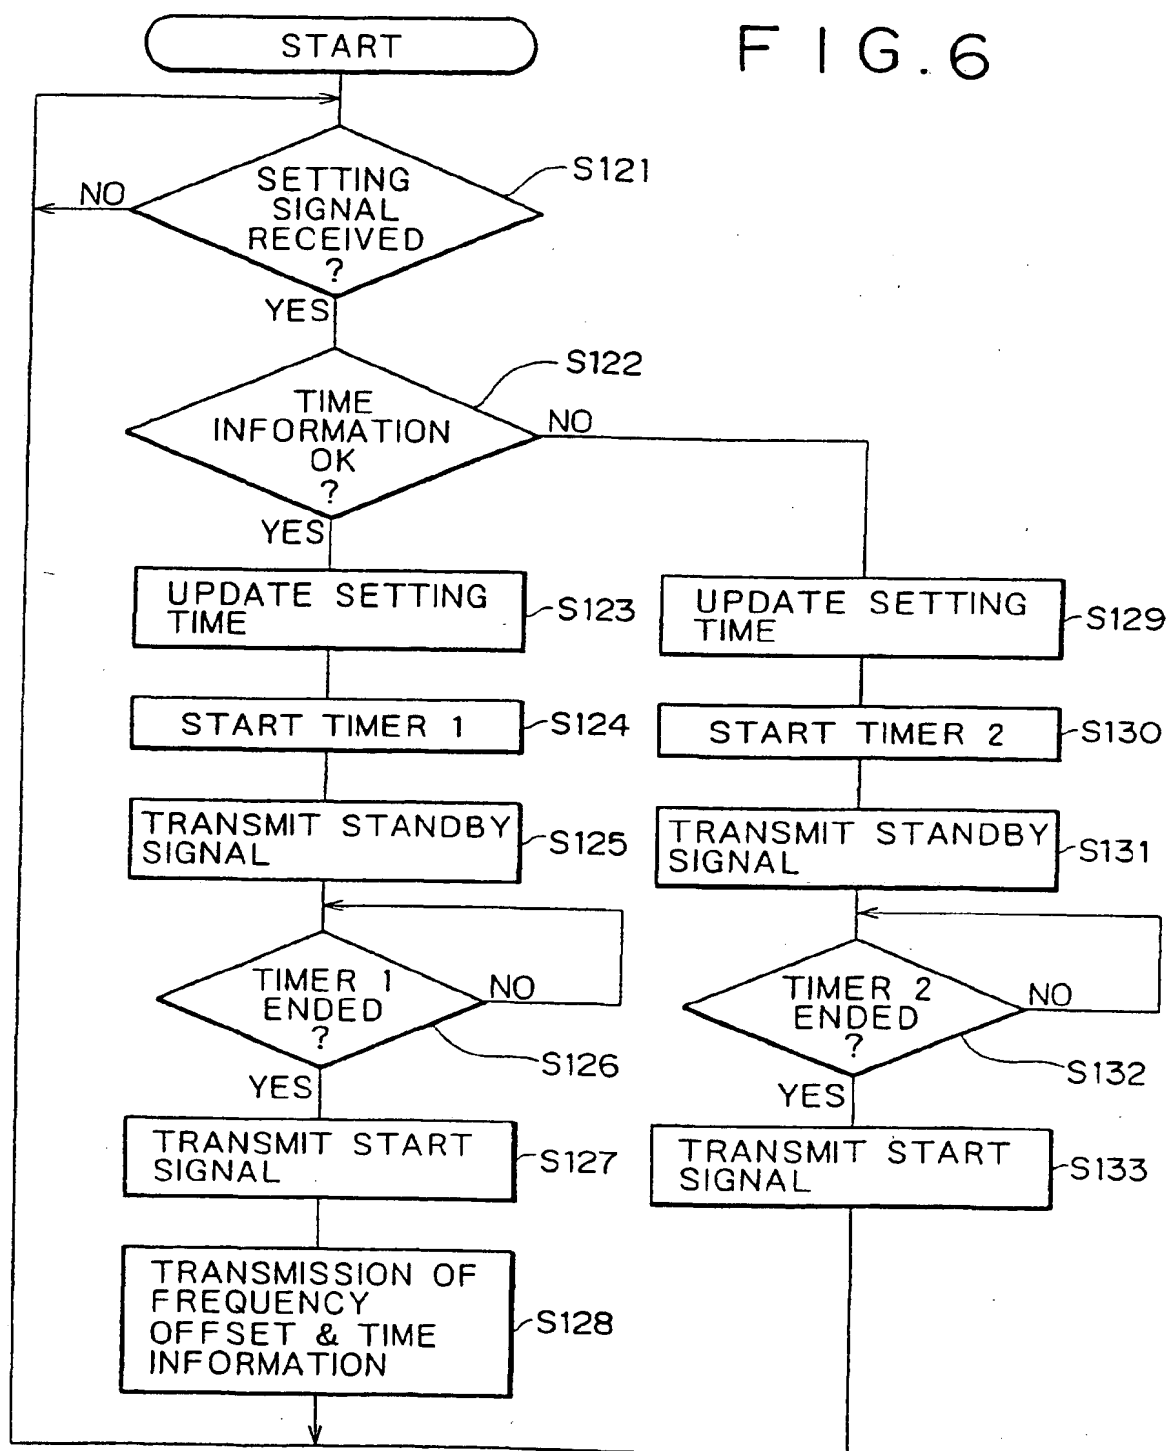 FIG.6
START
SETTING
SIGNAL
RECEIVED
?
S121
NO
YES
TIME
INFORMATION
OK
?
S122
NO
YES
UPDATE SETTING
TIME
S123
START TIMER 1
S124
TRANSMIT STANDBY
SIGNAL
S125
TIMER 1
ENDED
?
NO
S126
YES
TRANSMIT START
SIGNAL
S127
TRANSMISSION OF
FREQUENCY
OFFSET & TIME
INFORMATION
S128
UPDATE SETTING
TIME
S129
START TIMER 2
S130
TRANSMIT STANDBY
SIGNAL
S131
TIMER 2
ENDED
?
NO
S132
YES
TRANSMIT START
SIGNAL
S133